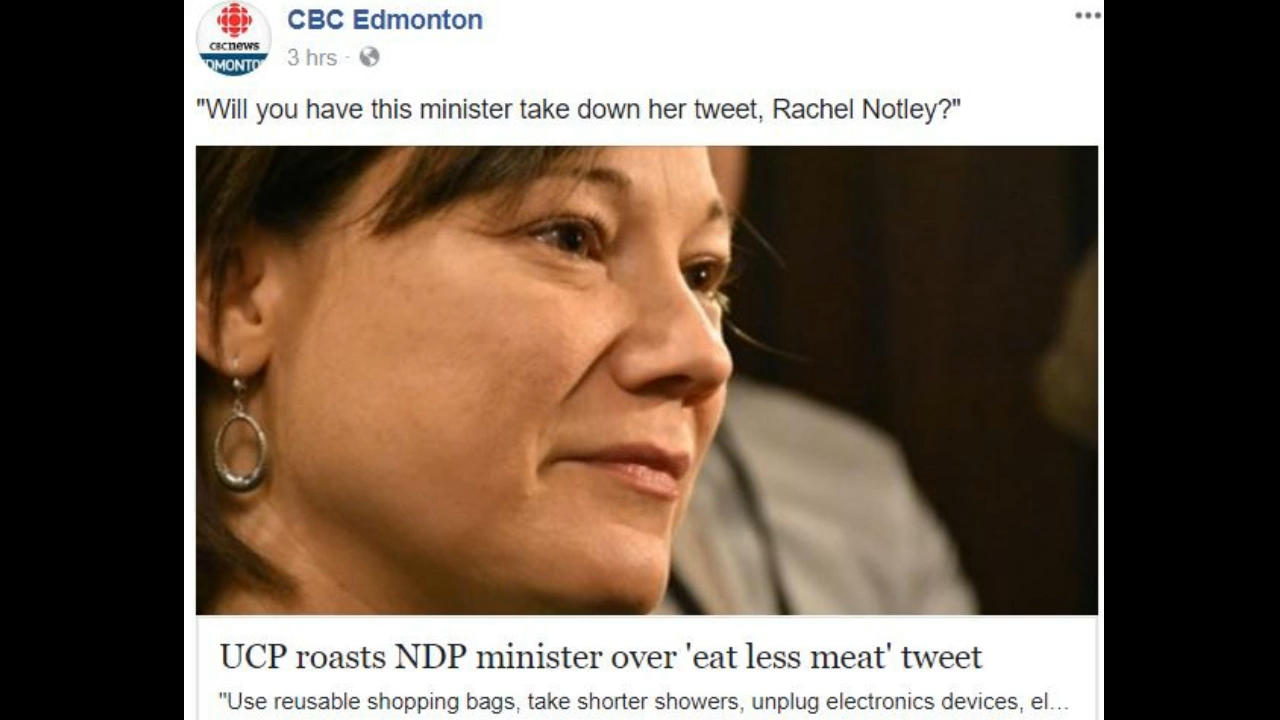 CBC Edmonton
cbcnews
3 hrs
"Will you have this minister take down her tweet, Rachel Notley?"
UCP roasts NDP minister over 'eat less meat' tweet
"Use reusable shopping bags, take shorter showers, unplug electronics devices, el...